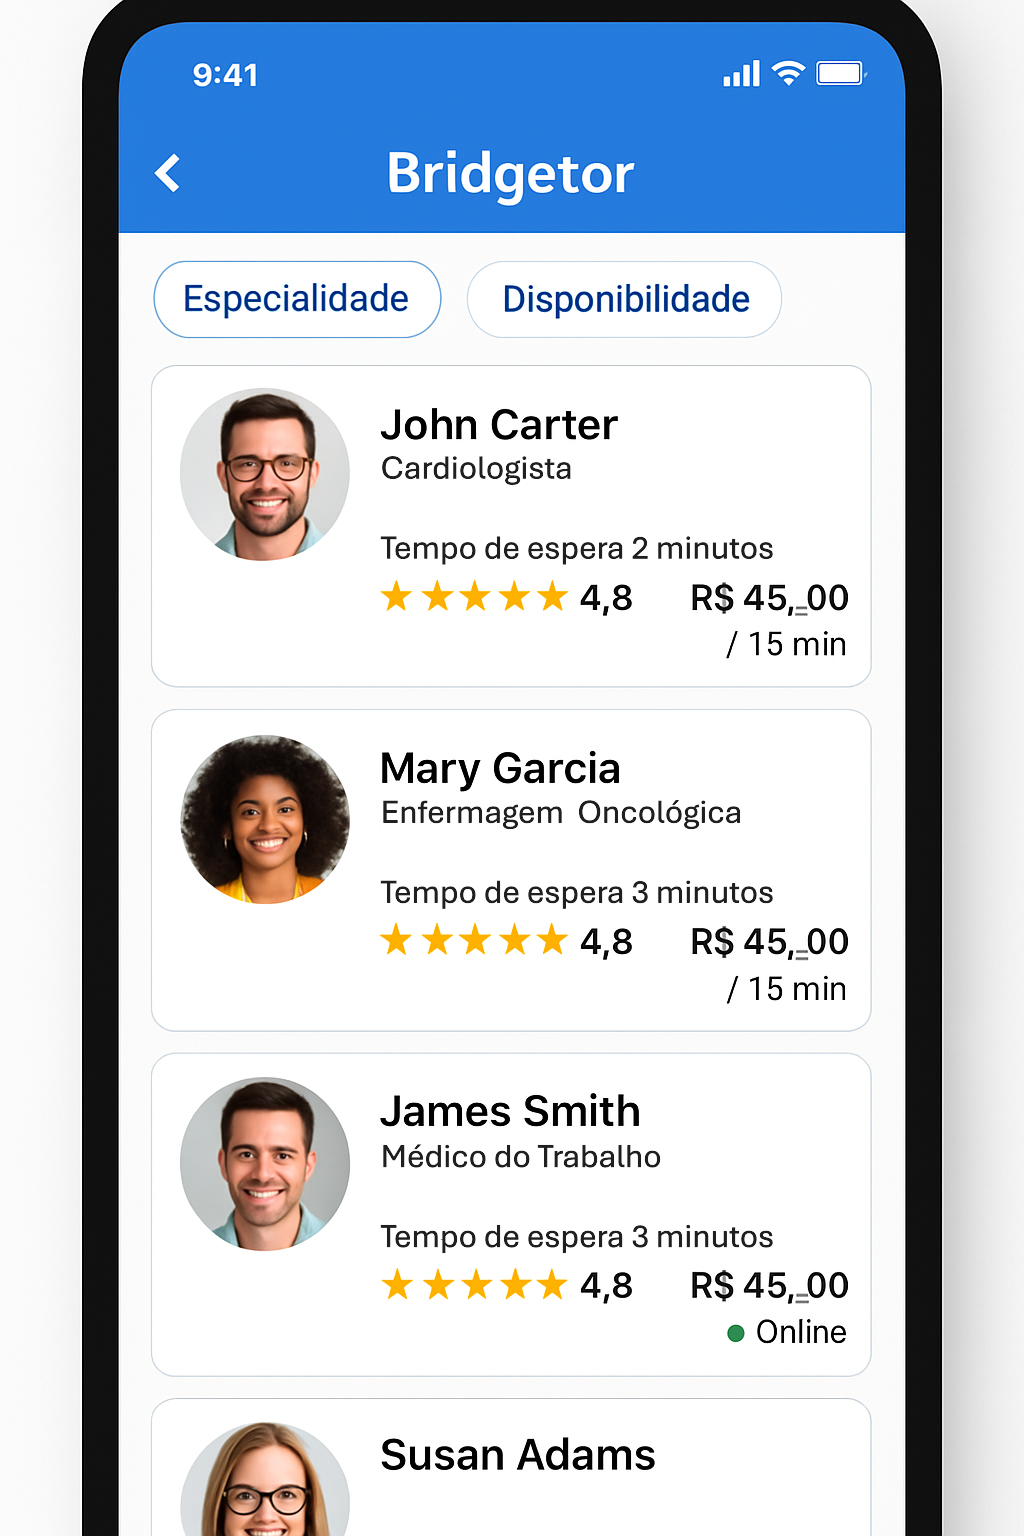 9:41
Bridgetor
Especialidade Disponibilidade
John Carter
Cardiologista
Tempo de espera 2 minutos
4,8 R$ 45,00
/ 15 min
Mary Garcia
Enfermagem Oncológica
Tempo de espera 3 minutos
4,8 R$ 45,00
/ 15 min
James Smith
Médico do Trabalho
Tempo de espera 3 minutos
4,8 R$ 45,00
Online
Susan Adams